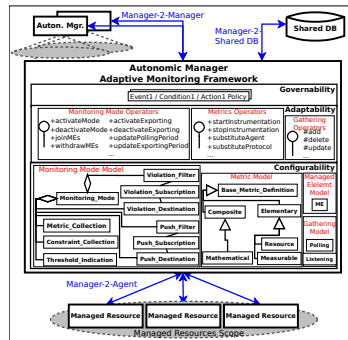 Manager-2-Manager
Auton. Mgr.
Manager-2-
Shared DB
Shared DB
Autonomic Manager
Adaptive Monitoring Framework
Governability
Event1 / Condition1 / Action1 Policy
Adaptability
Monitoring Mode Operators
+activateMode +activateExporting
+deactivateMode +deactivateExporting
+joinMEs +updatePollingPeriod
+withdrawMEs +updateExportingPeriod
...
Metrics Operators
+startInstrumentation
+stopInstrumentation
+substituteAgent
+substituteProtocol
...
Gathering
Operators
#add
#delete
#update
...
Configurability
Monitoring Mode Model
Violation_Filter
Monitoring_Mode
Violation_Subscription
Violation_Destination
Metric_Collection
Push_Filter
Constraint_Collection
Push_Subscription
Threshold_Indication
Push_Destination
Metric Model
Base_Metric_Definition
Composite
Elementary
Resource
Mathematical
Measurable
Managed
Elelemt Model
ME
Gathering
Model
Polling
Listening
Manager-2-Agent
Managed Resource
Managed Resource
Managed Resource
Managed Resources Scope